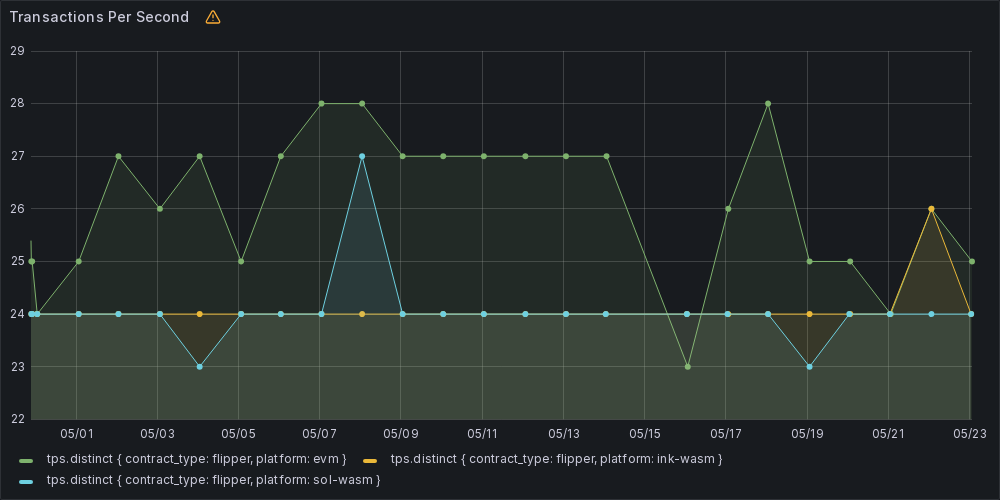 Transactions Per Second
29
28
27
26
25
24
23
22
05/01 05/03 05/05 05/07 05/09 05/11 05/13 05/15 05/17 05/19 05/21 05/23
tps.distinct { contract_type: flipper, platform: evm } tps.distinct { contract_type: flipper, platform: ink-wasm }
tps.distinct { contract_type: flipper, platform: sol-wasm }